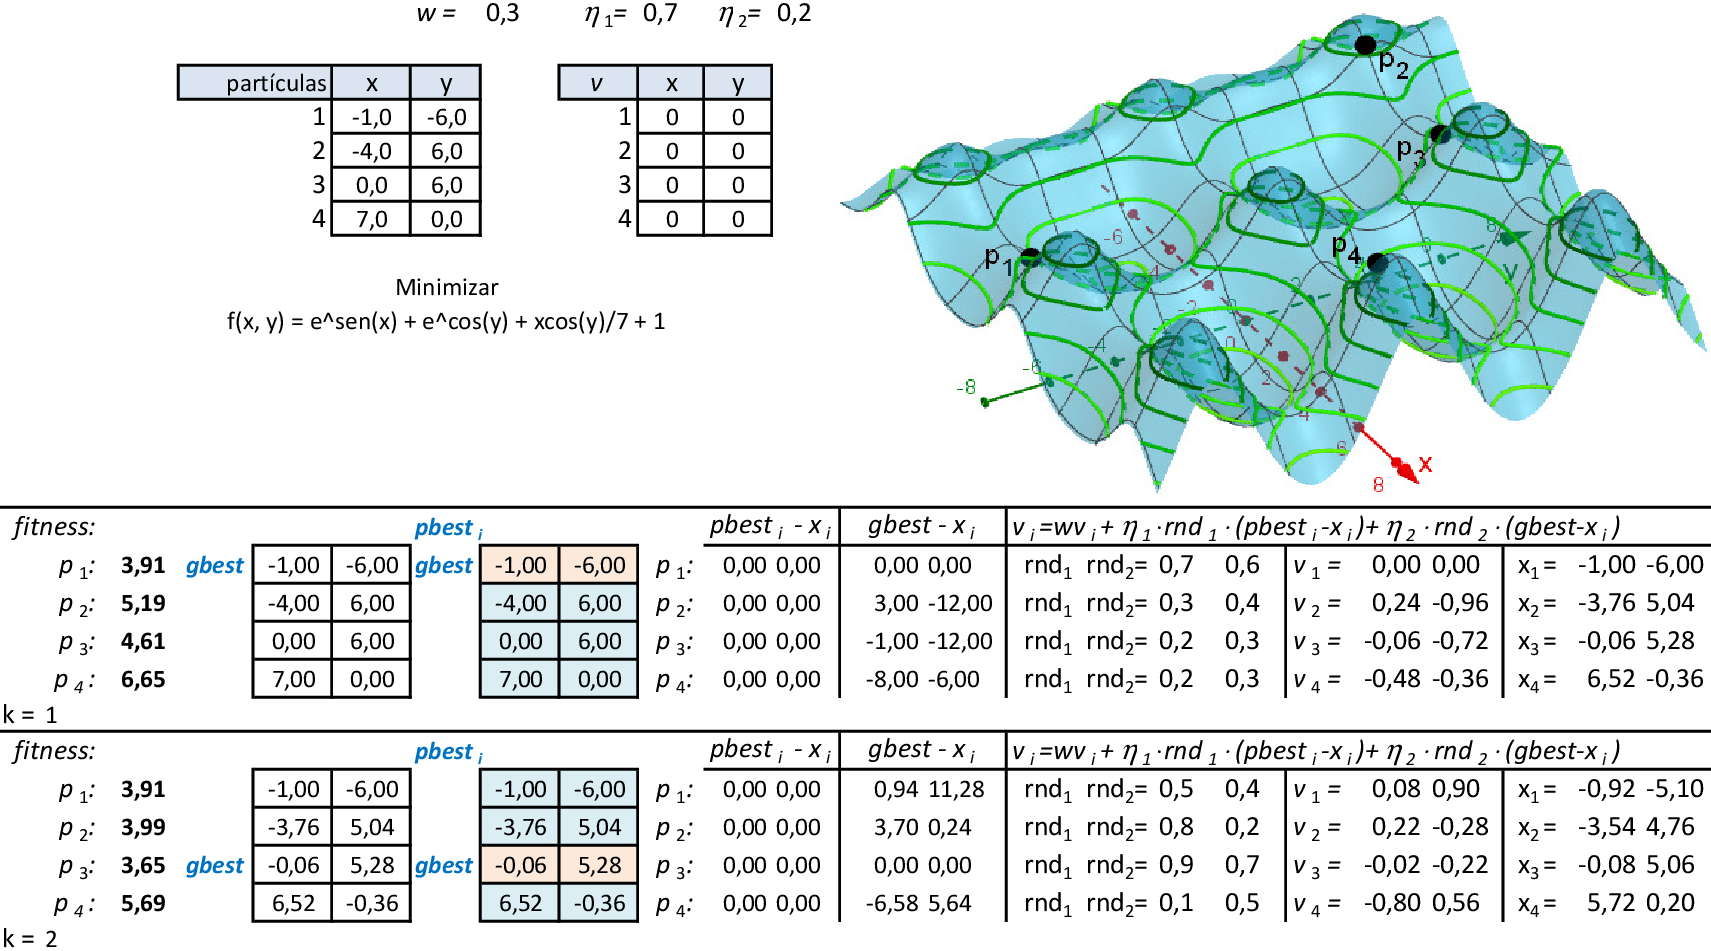 w = 0,3 η1= 0,7 η2= 0,2
partículas x y
1 -1,0 -6,0
2 -4,0 6,0
3 0,0 6,0
4 7,0 0,0
v x y
1 0 0
2 0 0
3 0 0
4 0 0
Minimizar
f(x, y) = e^sen(x) + e^cos(y) + xcos(y)/7 + 1
p2
p3
p1
p4
-8
-6
-4
-6
4
-2
0
2
4
6
8
8
y
x
fitness: pbest i pbest i - x i gbest - x i v i=wv i + η1·rnd 1 · (pbest i-x i)+ η2 · rnd 2 · (gbest-x i )
p 1: 3,91 gbest -1,00 -6,00 gbest -1,00 -6,00 p 1: 0,00 0,00 0,00 0,00 rnd1 rnd2= 0,7 0,6 v 1 = 0,00 0,00 x1= -1,00 -6,00
p 2: 5,19 -4,00 6,00 -4,00 6,00 p 2: 0,00 0,00 3,00 -12,00 rnd1 rnd2= 0,3 0,4 v 2 = 0,24 -0,96 x2= -3,76 5,04
p 3: 4,61 0,00 6,00 0,00 6,00 p 3: 0,00 0,00 -1,00 -12,00 rnd1 rnd2= 0,2 0,3 v 3 = -0,06 -0,72 x3= -0,06 5,28
p 4: 6,65 7,00 0,00 7,00 0,00 p 4: 0,00 0,00 -8,00 -6,00 rnd1 rnd2= 0,2 0,3 v 4 = -0,48 -0,36 x4= 6,52 -0,36
k = 1
fitness: pbest i pbest i - x i gbest - x i v i=wv i + η1·rnd 1 · (pbest i-x i)+ η2 · rnd 2 · (gbest-x i )
p 1: 3,91 -1,00 -6,00 -1,00 -6,00 p 1: 0,00 0,00 0,94 11,28 rnd1 rnd2= 0,5 0,4 v 1 = 0,08 0,90 x1= -0,92 -5,10
p 2: 3,99 -3,76 5,04 -3,76 5,04 p 2: 0,00 0,00 3,70 0,24 rnd1 rnd2= 0,8 0,2 v 2 = 0,22 -0,28 x2= -3,54 4,76
p 3: 3,65 gbest -0,06 5,28 gbest -0,06 5,28 p 3: 0,00 0,00 0,00 0,00 rnd1 rnd2= 0,9 0,7 v 3 = -0,02 -0,22 x3= -0,08 5,06
p 4: 5,69 6,52 -0,36 6,52 -0,36 p 4: 0,00 0,00 -6,58 5,64 rnd1 rnd2= 0,1 0,5 v 4 = -0,80 0,56 x4= 5,72 0,20
k = 2